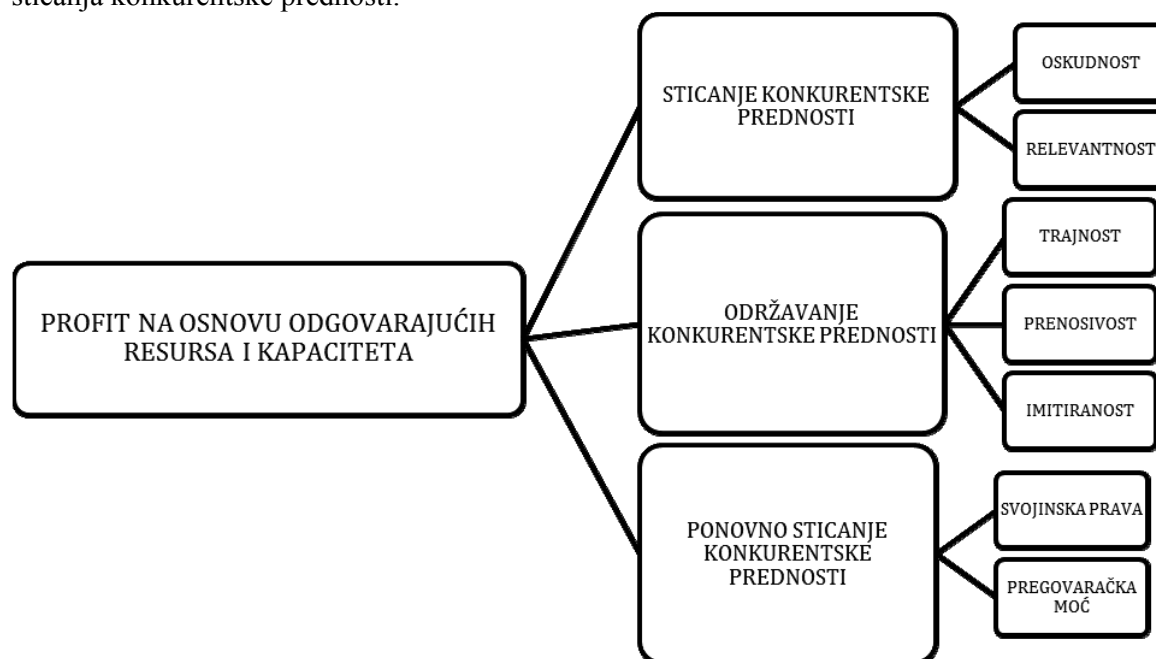 sticanja konkurentske prednosti.
PROFIT NA OSNOVU ODGOVARAJUĆIH
RESURSA I KAPACITETA
STICANJE KONKURENTSKE
PREDNOSTI
OSKUDNOST
RELEVANTNOST
ODRŽAVANJE
KONKURENTSKE PREDNOSTI
TRAJNOST
PRENOSIVOST
IMITIRANOST
PONOVNO STICANJE
KONKURENTSKE
PREDNOSTI
SVOJINSKA PRAVA
PREGOVARAČKA
MOĆ